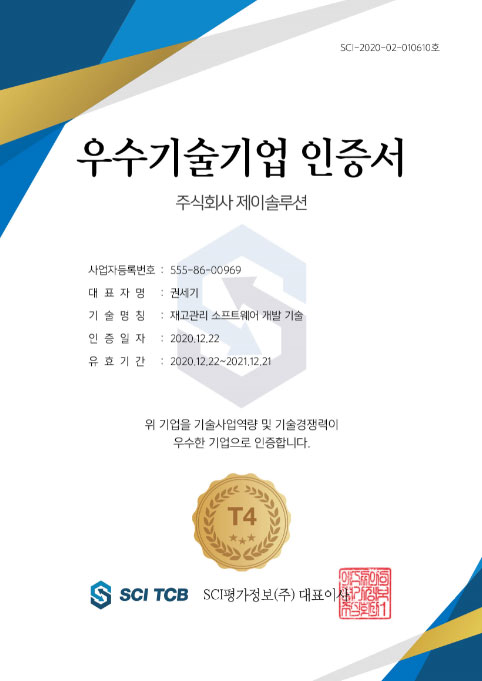 SCI-2020-02-010610호
우수기술기업 인증서
주식회사 제이솔루션
사업자등록번호 : 555-86-00969
대 표 자 명 : 권세기
기 술 명 칭 : 재고관리 소프트웨어 개발 기술
인 증 일 자 : 2020.12.22
유 효 기 간 : 2020.12.22~2021.12.21
위 기업을 기술사업역량 및 기술경쟁력이
우수한 기업으로 인증합니다.
T4
SCI TCB SCI평가정보(주) 대표이사